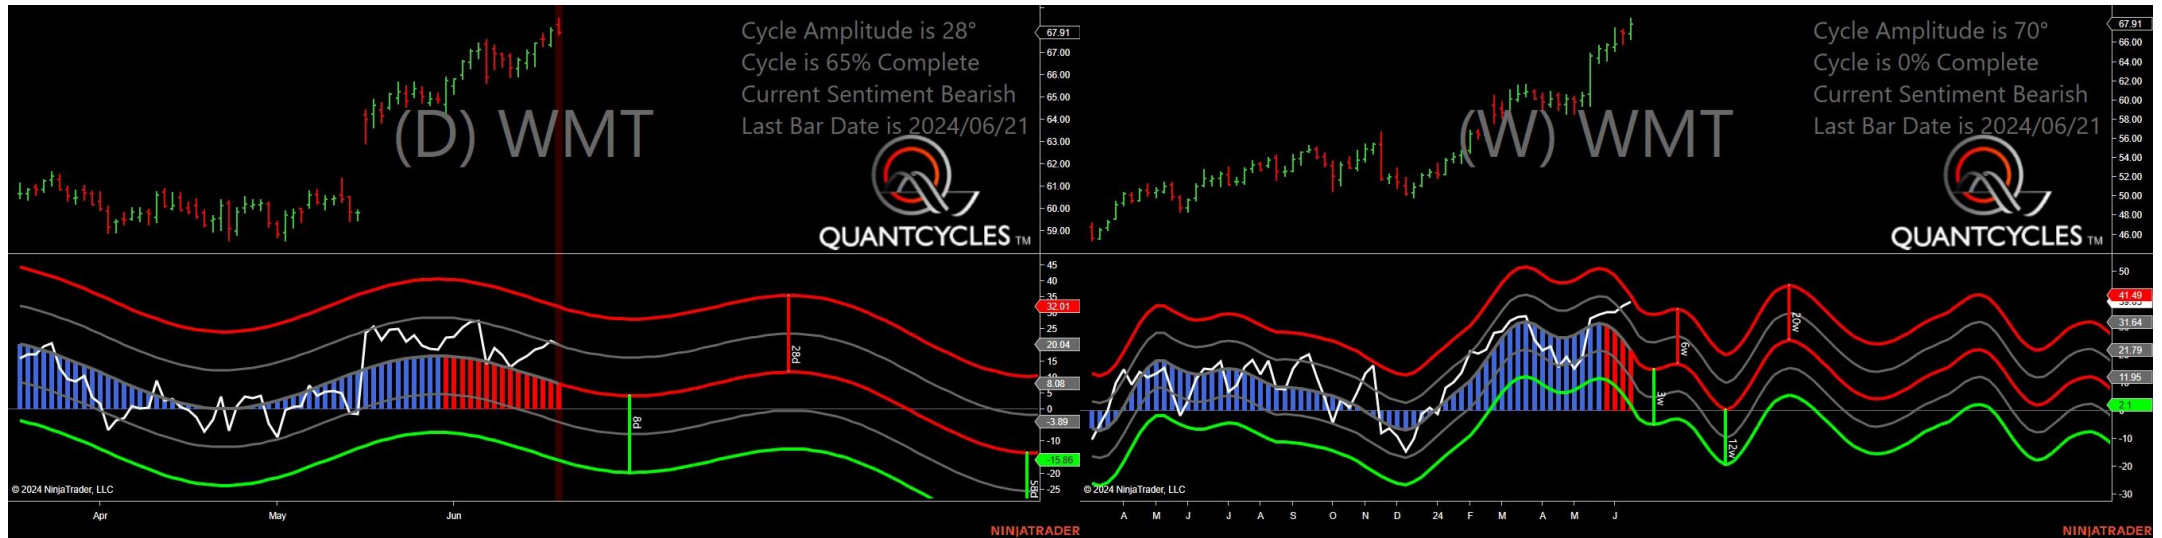 Cycle Amplitude is 28°
Cycle is 65% Complete
Current Sentiment Bearish
Last Bar Date is 2024/06/21
(D) WMT
QUANTCYCLES TM
67.91
67.00
66.00
65.00
64.00
63.00
62.00
61.00
60.00
59.00
45
40
35
32.01
30
25
20.04
15
10
8.08
5
0
-3.89
-10
-15.86
-20
-25
28d
8d
58d
© 2024 NinjaTrader, LLC
Apr May Jun
NINJATRADER
Cycle Amplitude is 70°
Cycle is 0% Complete
Current Sentiment Bearish
Last Bar Date is 2024/06/21
(W) WMT
QUANTCYCLES TM
67.91
66.00
64.00
62.00
60.00
58.00
56.00
54.00
52.00
50.00
48.00
46.00
50
41.49
31.64
21.79
11.95
2.1
-10
-20
-30
6w
20w
3w
12w
© 2024 NinjaTrader, LLC
A M J J A S O N D 24 F M A M J
NINJATRADER